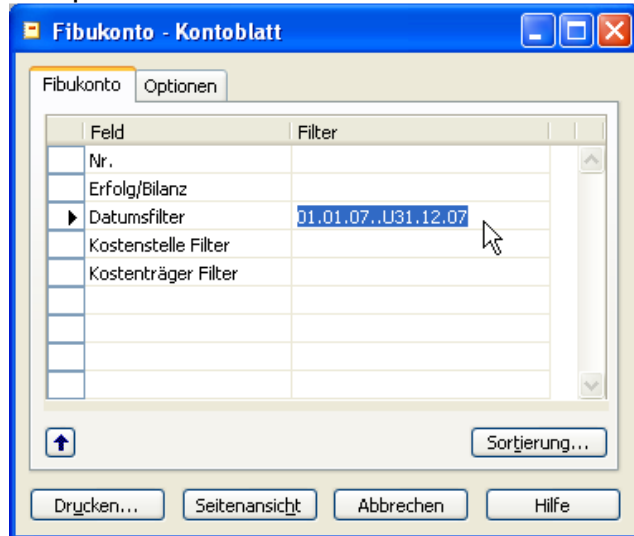 Fibukonto - Kontoblatt
Fibukonto Optionen
Feld Filter
Nr.
Erfolg/Bilanz
Datumsfilter 01.01.07..U31.12.07
Kostenstelle Filter
Kostenträger Filter
Sortierung...
Drucken... Seitenansicht Abbrechen Hilfe